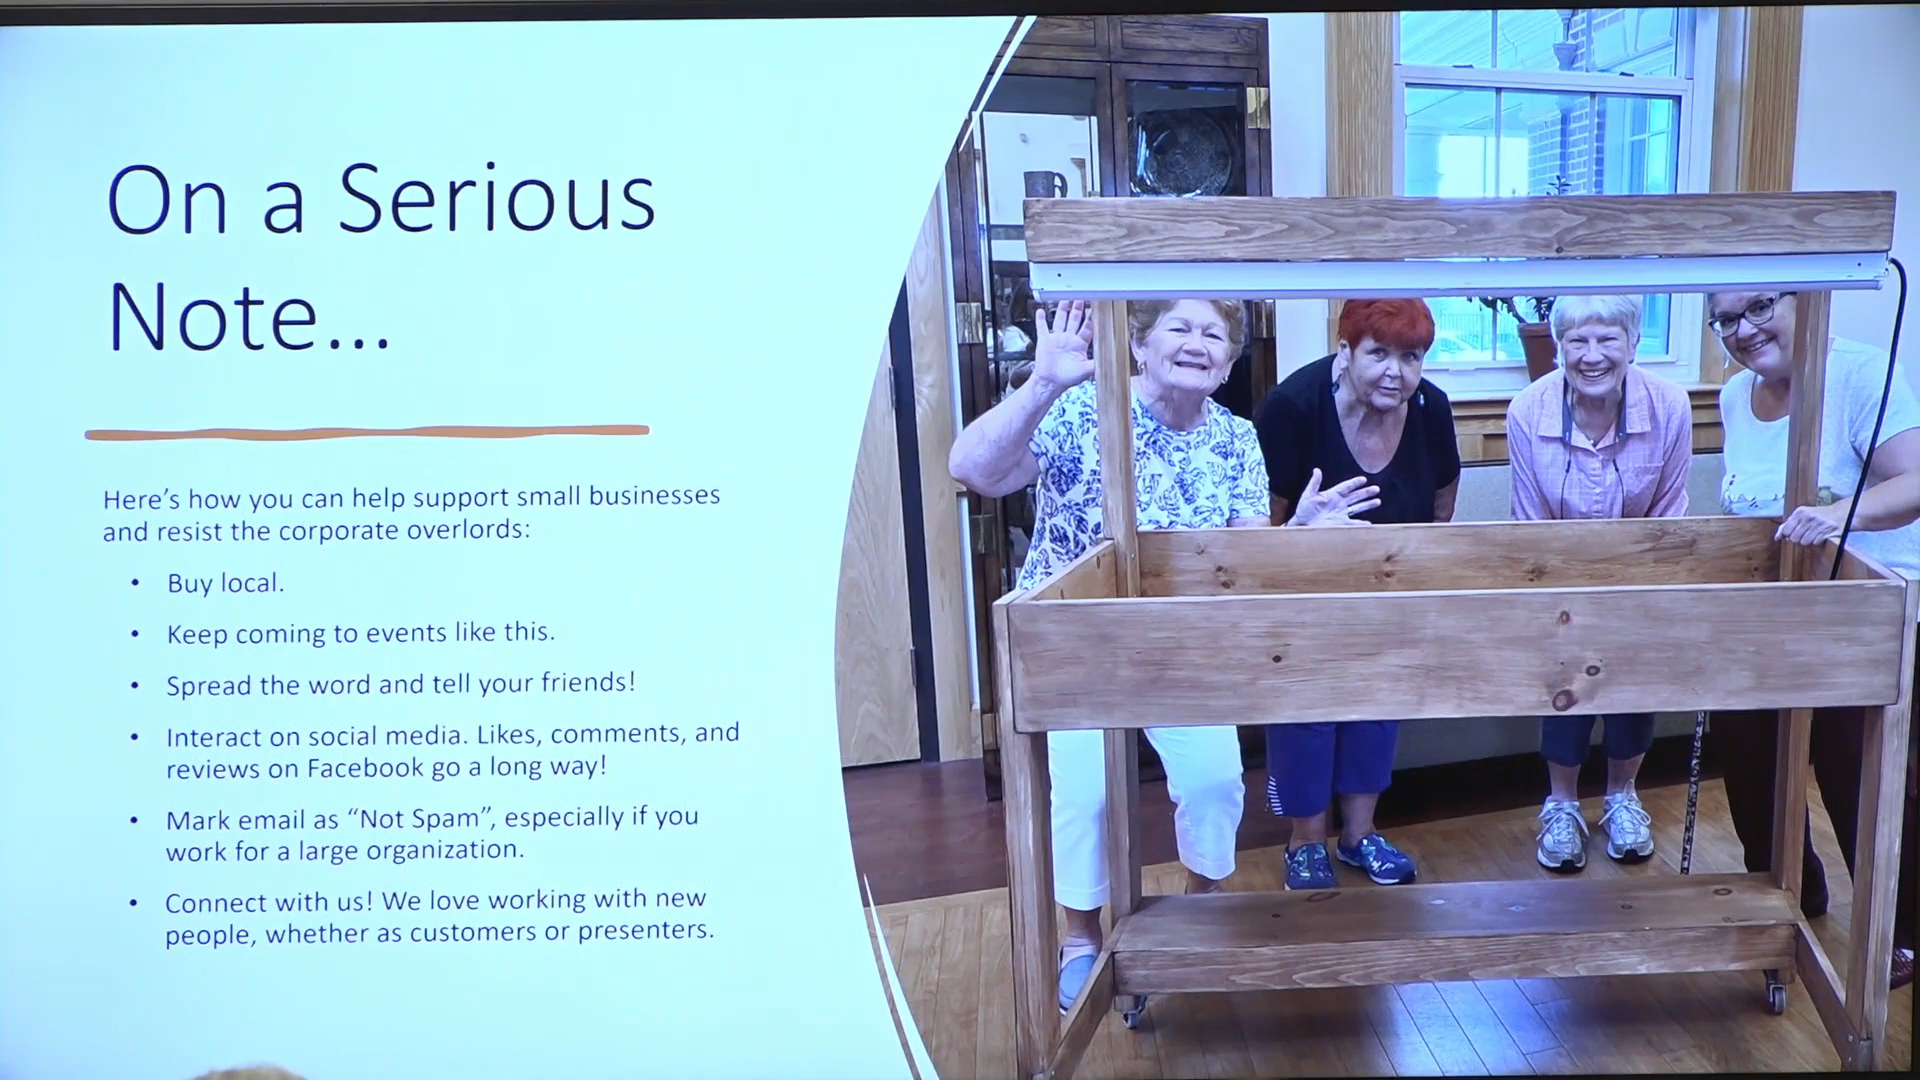 On a Serious
Note...
Here's how you can help support small businesses
and resist the corporate overlords:
• Buy local.
• Keep coming to events like this.
• Spread the word and tell your friends!
• Interact on social media. Likes, comments, and
reviews on Facebook go a long way!
• Mark email as “Not Spam”, especially if you
work for a large organization.
• Connect with us! We love working with new
people, whether as customers or presenters.